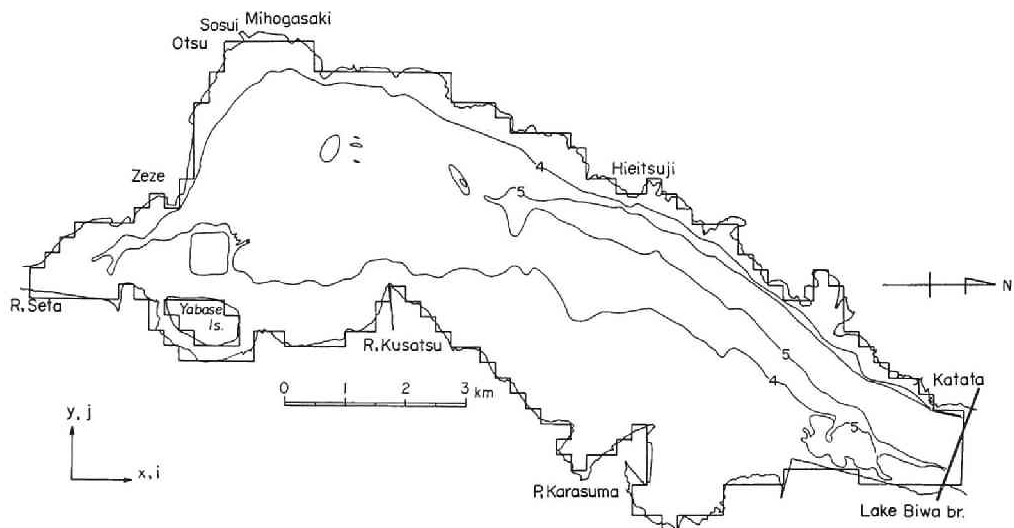 Sosui Mihogasaki
Otsu
Zeze
4
Hieitsuji
5
N
R. Seta
Yabase
Is.
R. Kusatsu
5
4
Katata
0 1 2 3 km
y, j
x, i
5
P. Karasuma
Lake Biwa br.